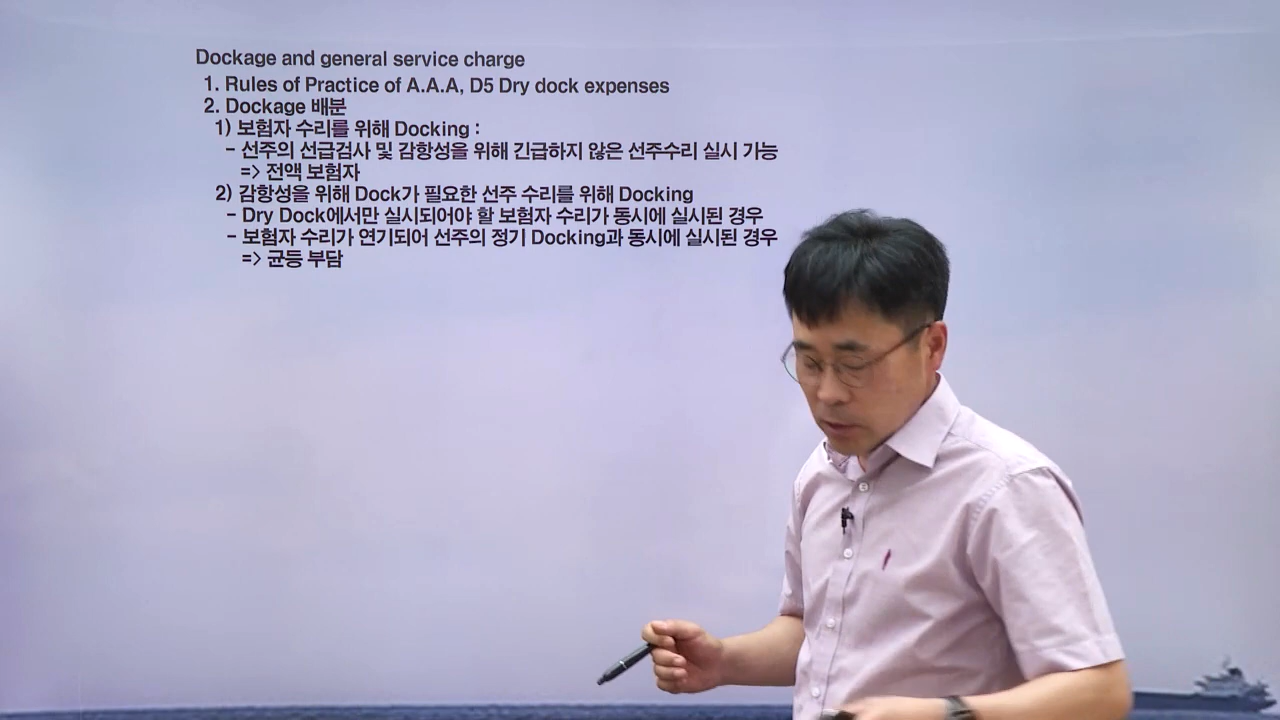 Dockage and general service charge
1. Rules of Practice of A.A.A, D5 Dry dock expenses
2. Dockage 배분
1) 보험자 수리를 위해 Docking :
- 선주의 선급검사 및 감항성을 위해 긴급하지 않은 선주수리 실시 가능
=> 전액 보험자
2) 감항성을 위해 Dock가 필요한 선주 수리를 위해 Docking
- Dry Dock에서만 실시되어야 할 보험자 수리가 동시에 실시된 경우
- 보험자 수리가 연기되어 선주의 정기 Docking과 동시에 실시된 경우
=> 균등 부담